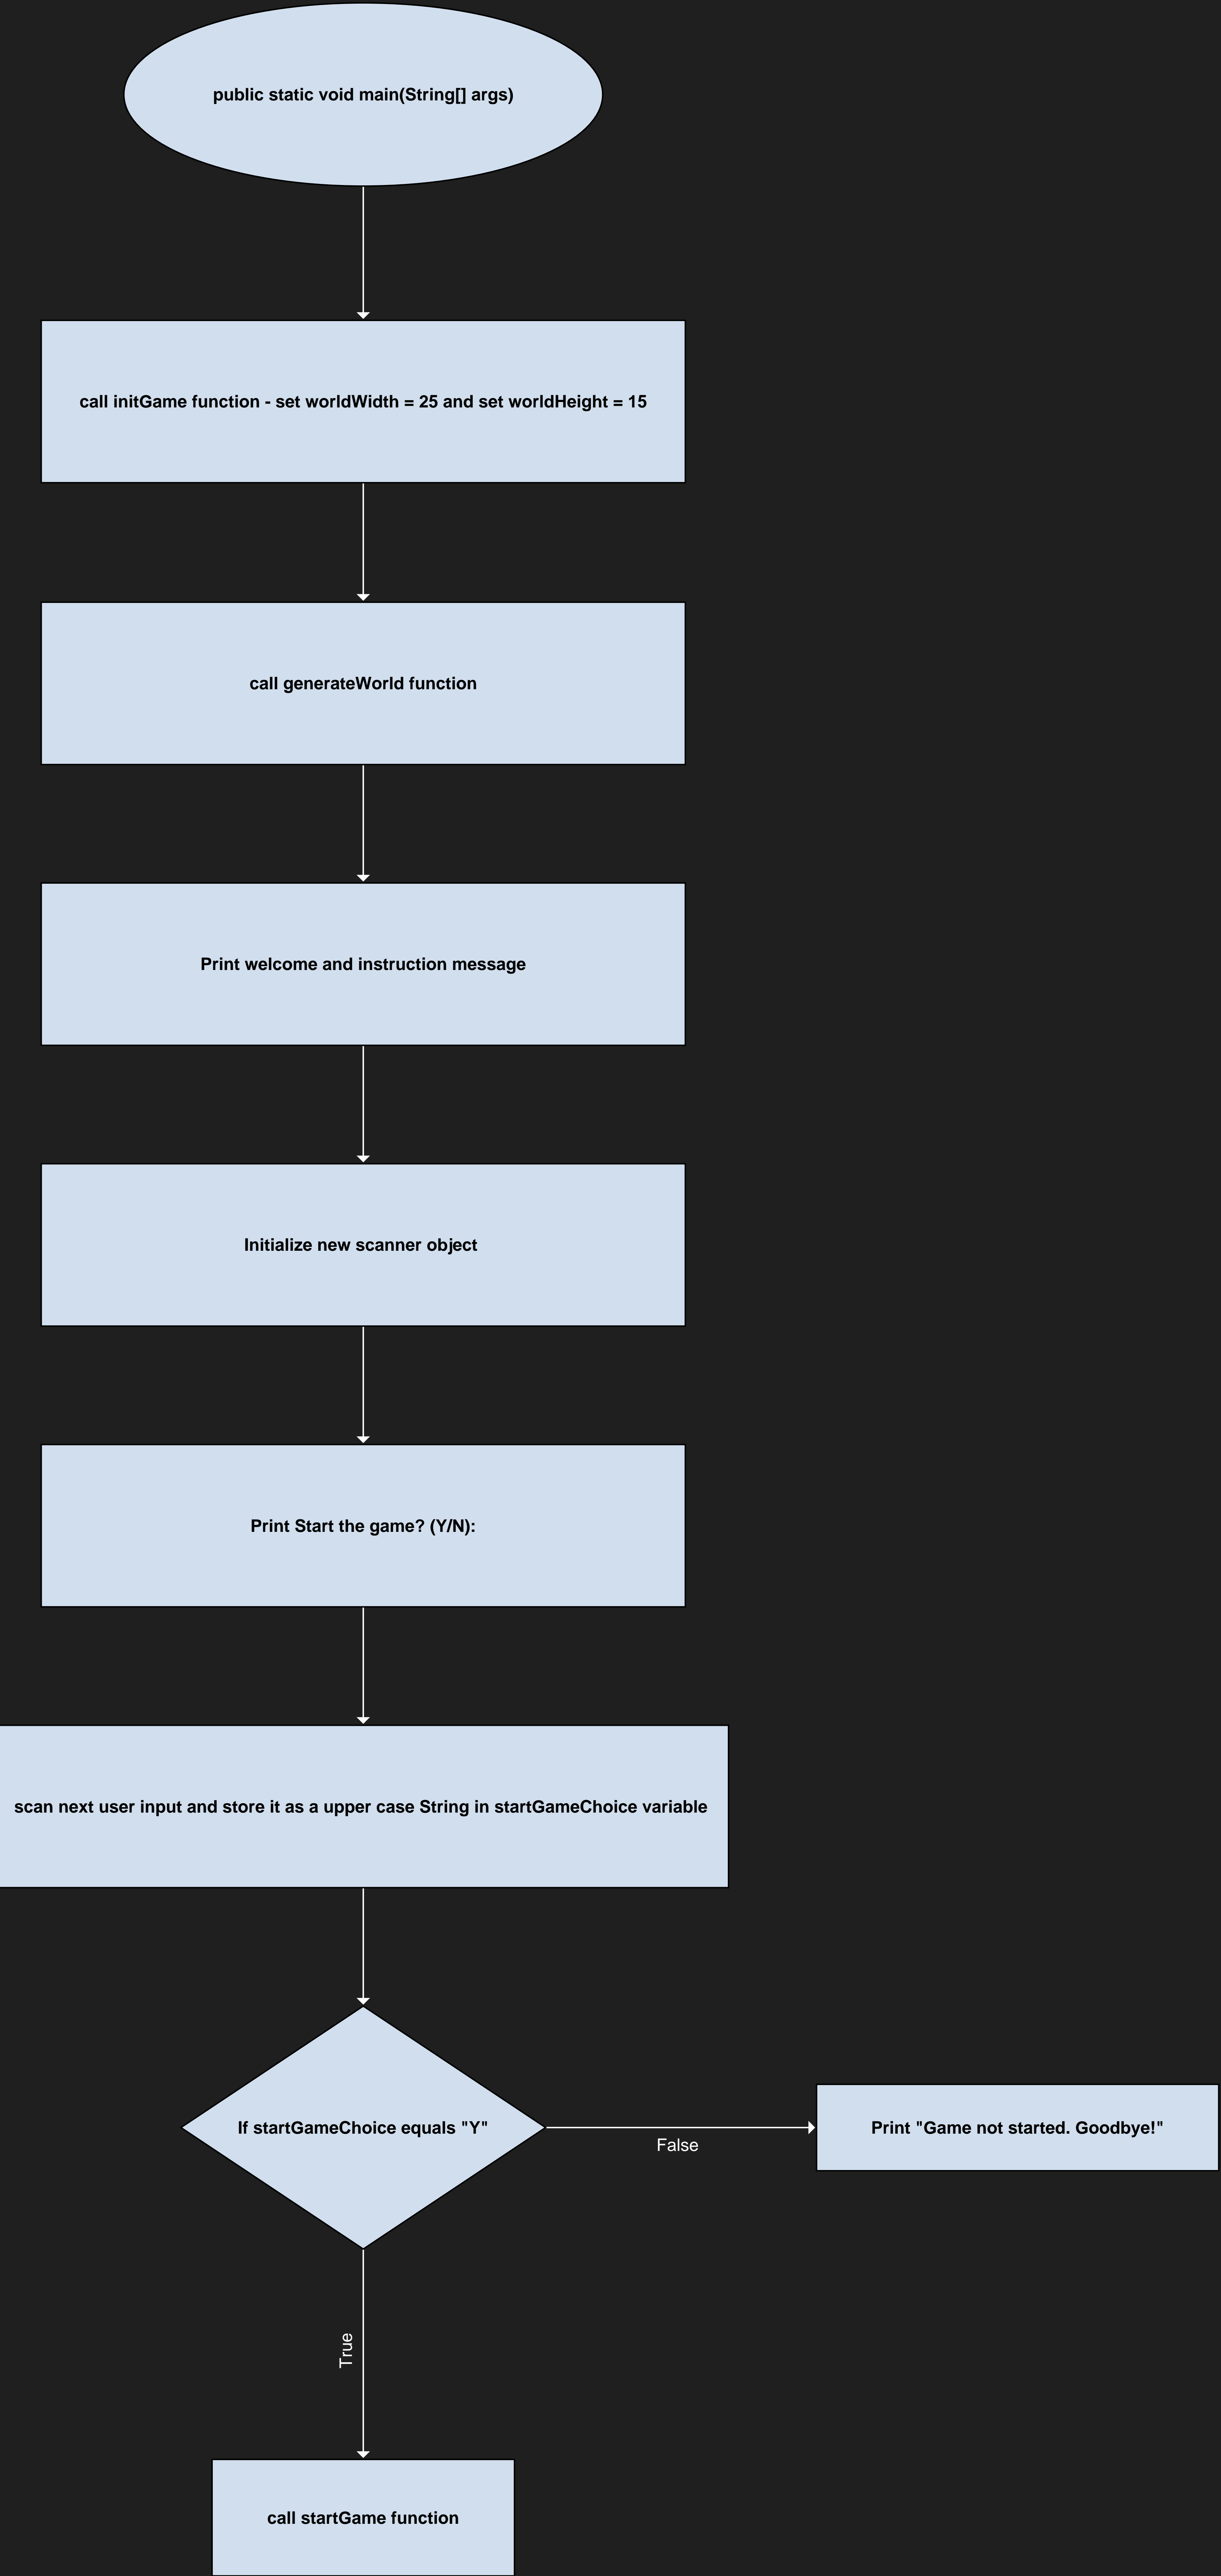 public static void main(String[] args)
call initGame function - set worldWidth = 25 and set worldHeight = 15
call generateWorld function
Print welcome and instruction message
Initialize new scanner object
Print Start the game? (Y/N):
scan next user input and store it as a upper case String in startGameChoice variable
If startGameChoice equals "Y"
False
Print "Game not started. Goodbye!"
True
call startGame function